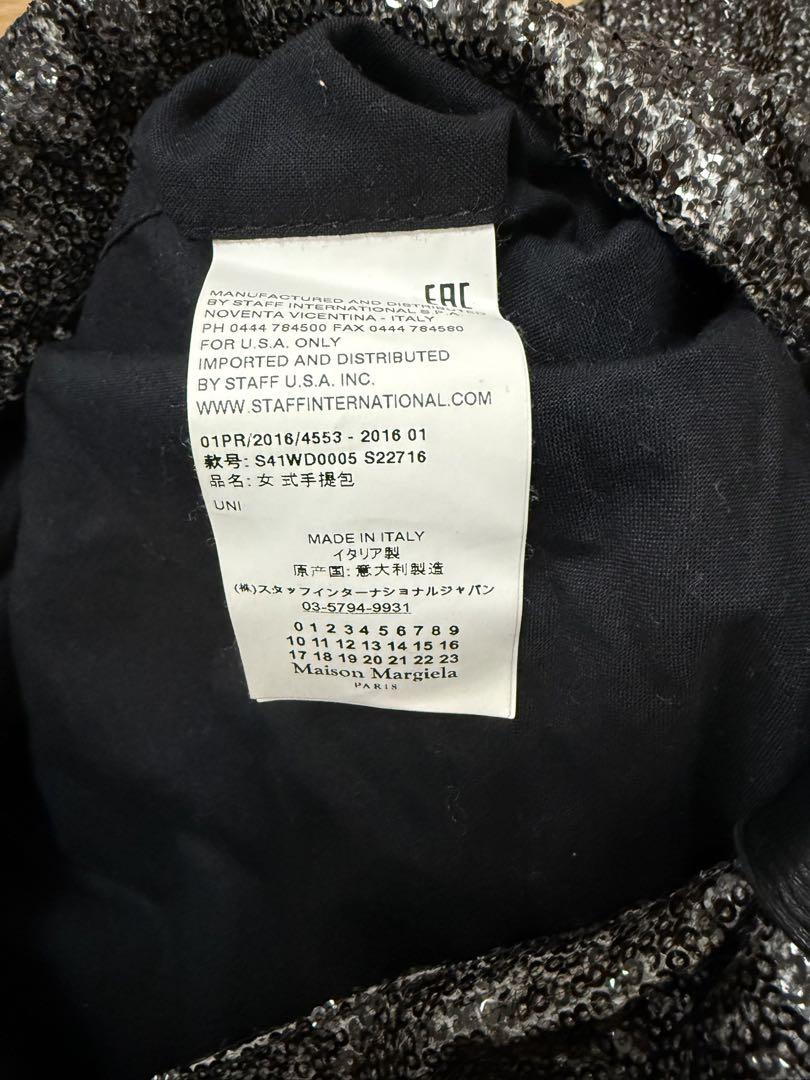 EAC
MANUFACTURED AND DISTRIBUTED
BY STAFF INTERNATIONAL S.P.A.
NOVENTA VICENTINA - ITALY
PH 0444 784500 FAX 0444 784580
FOR U.S.A. ONLY
IMPORTED AND DISTRIBUTED
BY STAFF U.S.A. INC.
WWW.STAFFINTERNATIONAL.COM
01PR/2016/4553 - 2016 01
款号: S41WD0005 S22716
品名: 女 式手提包
UNI
MADE IN ITALY
イタリア製
原产国: 意大利製造
(株)スタッフインターナショナルジャパン
03-5794-9931
0 1 2 3 4 5 6 7 8 9
10 11 12 13 14 15 16
17 18 19 20 21 22 23
Maison Margiela
PARIS